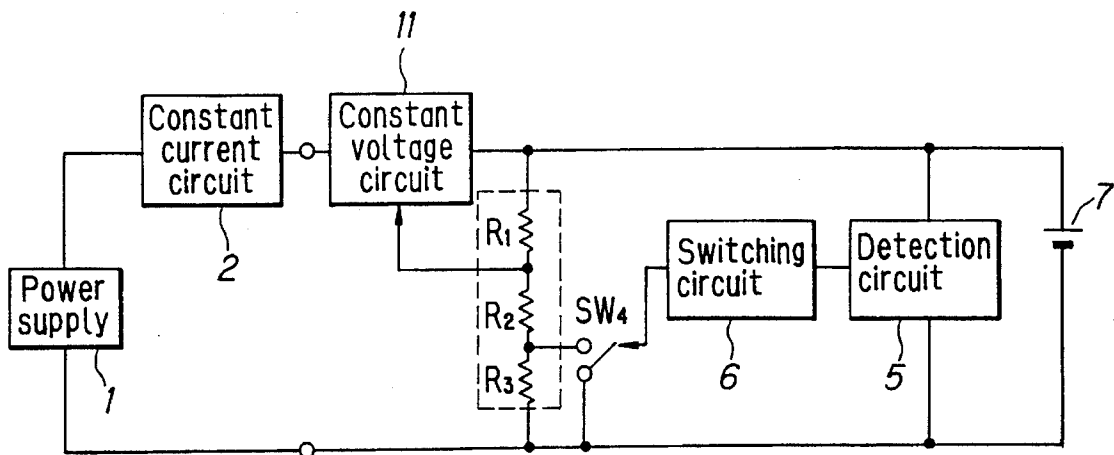 11
Constant
current
circuit
2
Constant
voltage
circuit
7
R1
R2
R3
SW4
Switching
circuit
6
Detection
circuit
5
Power
supply
1